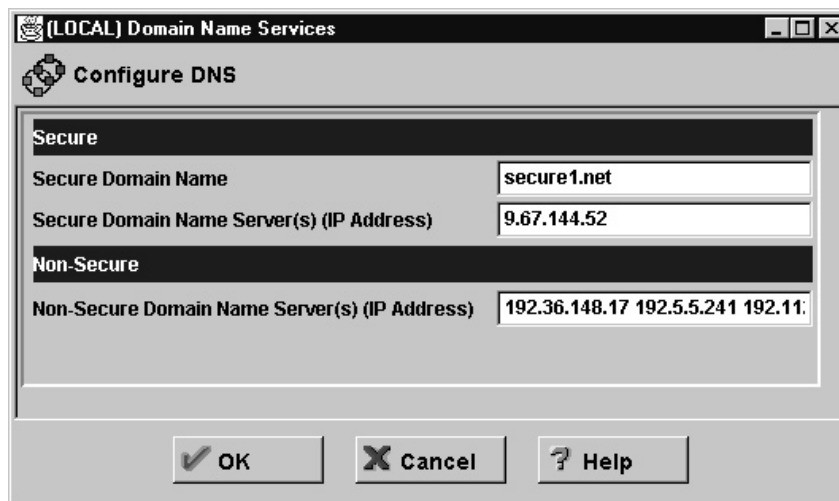 (LOCAL) Domain Name Services
Configure DNS
Secure
Secure Domain Name secure1.net
Secure Domain Name Server(s) (IP Address) 9.67.144.52
Non-Secure
Non-Secure Domain Name Server(s) (IP Address) 192.36.148.17 192.5.5.241
OK Cancel Help